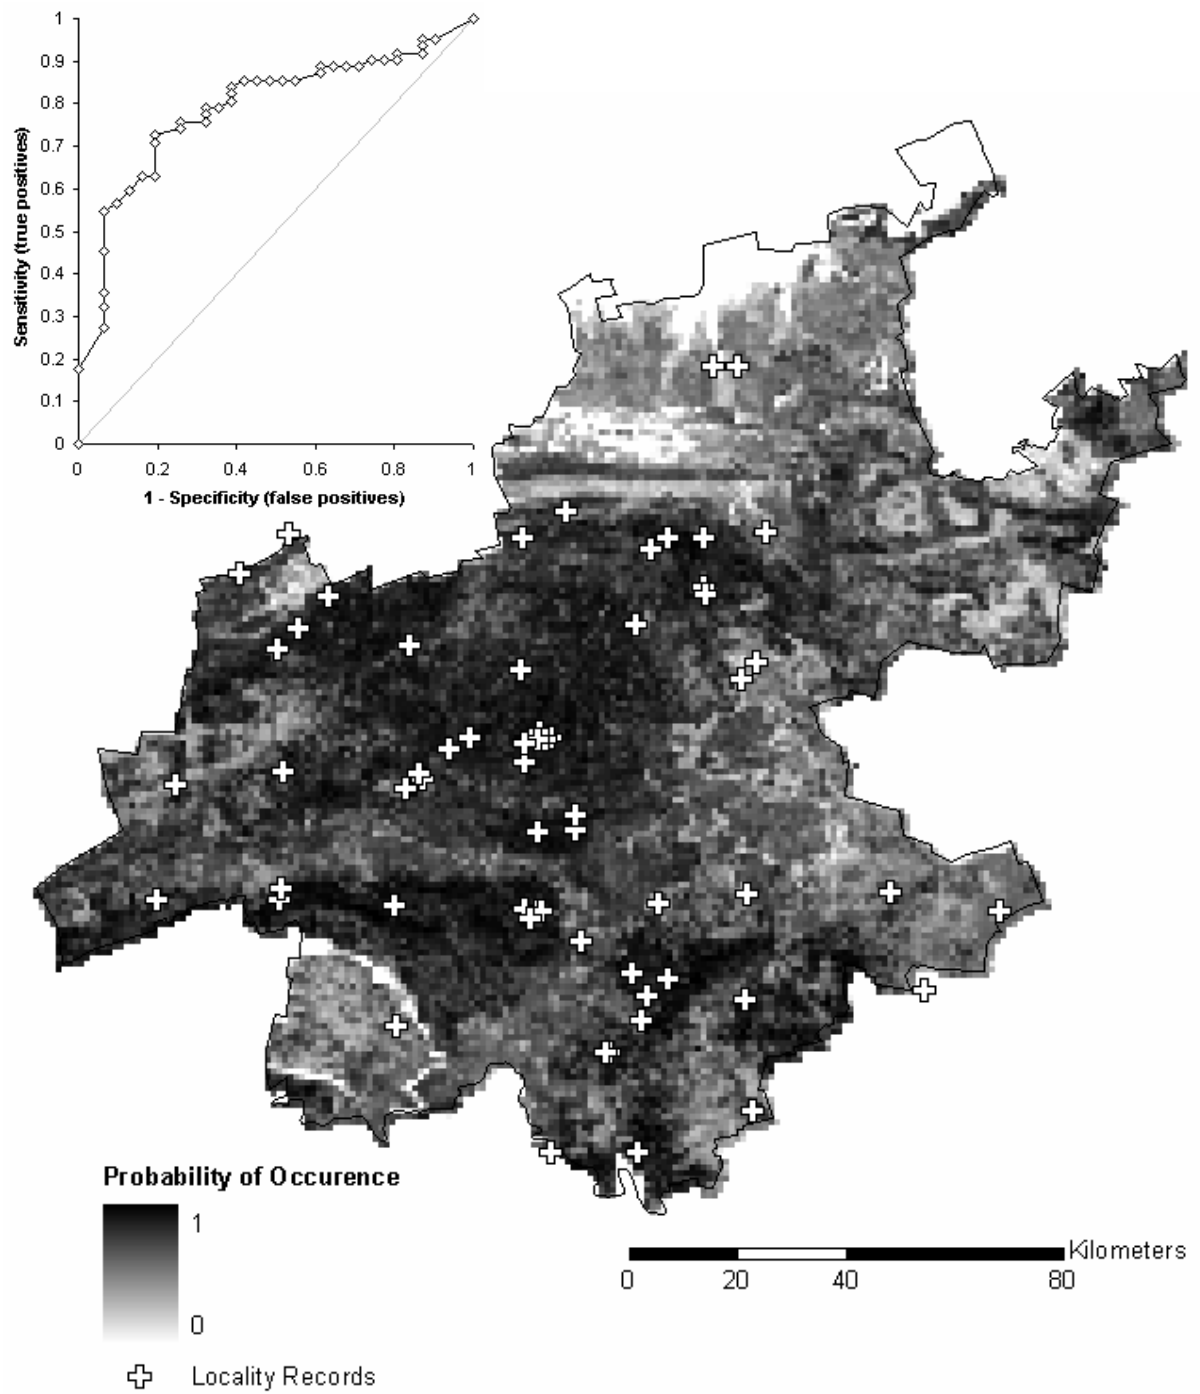 1
0.9
0.8
0.7
0.6
0.5
0.4
0.3
0.2
0.1
0
Sensitivity (true positives)
0 0.2 0.4 0.6 0.8 1
1 - Specificity (false positives)
Probability of Occurence
1
0
Locality Records
Kilometers
0 20 40 80